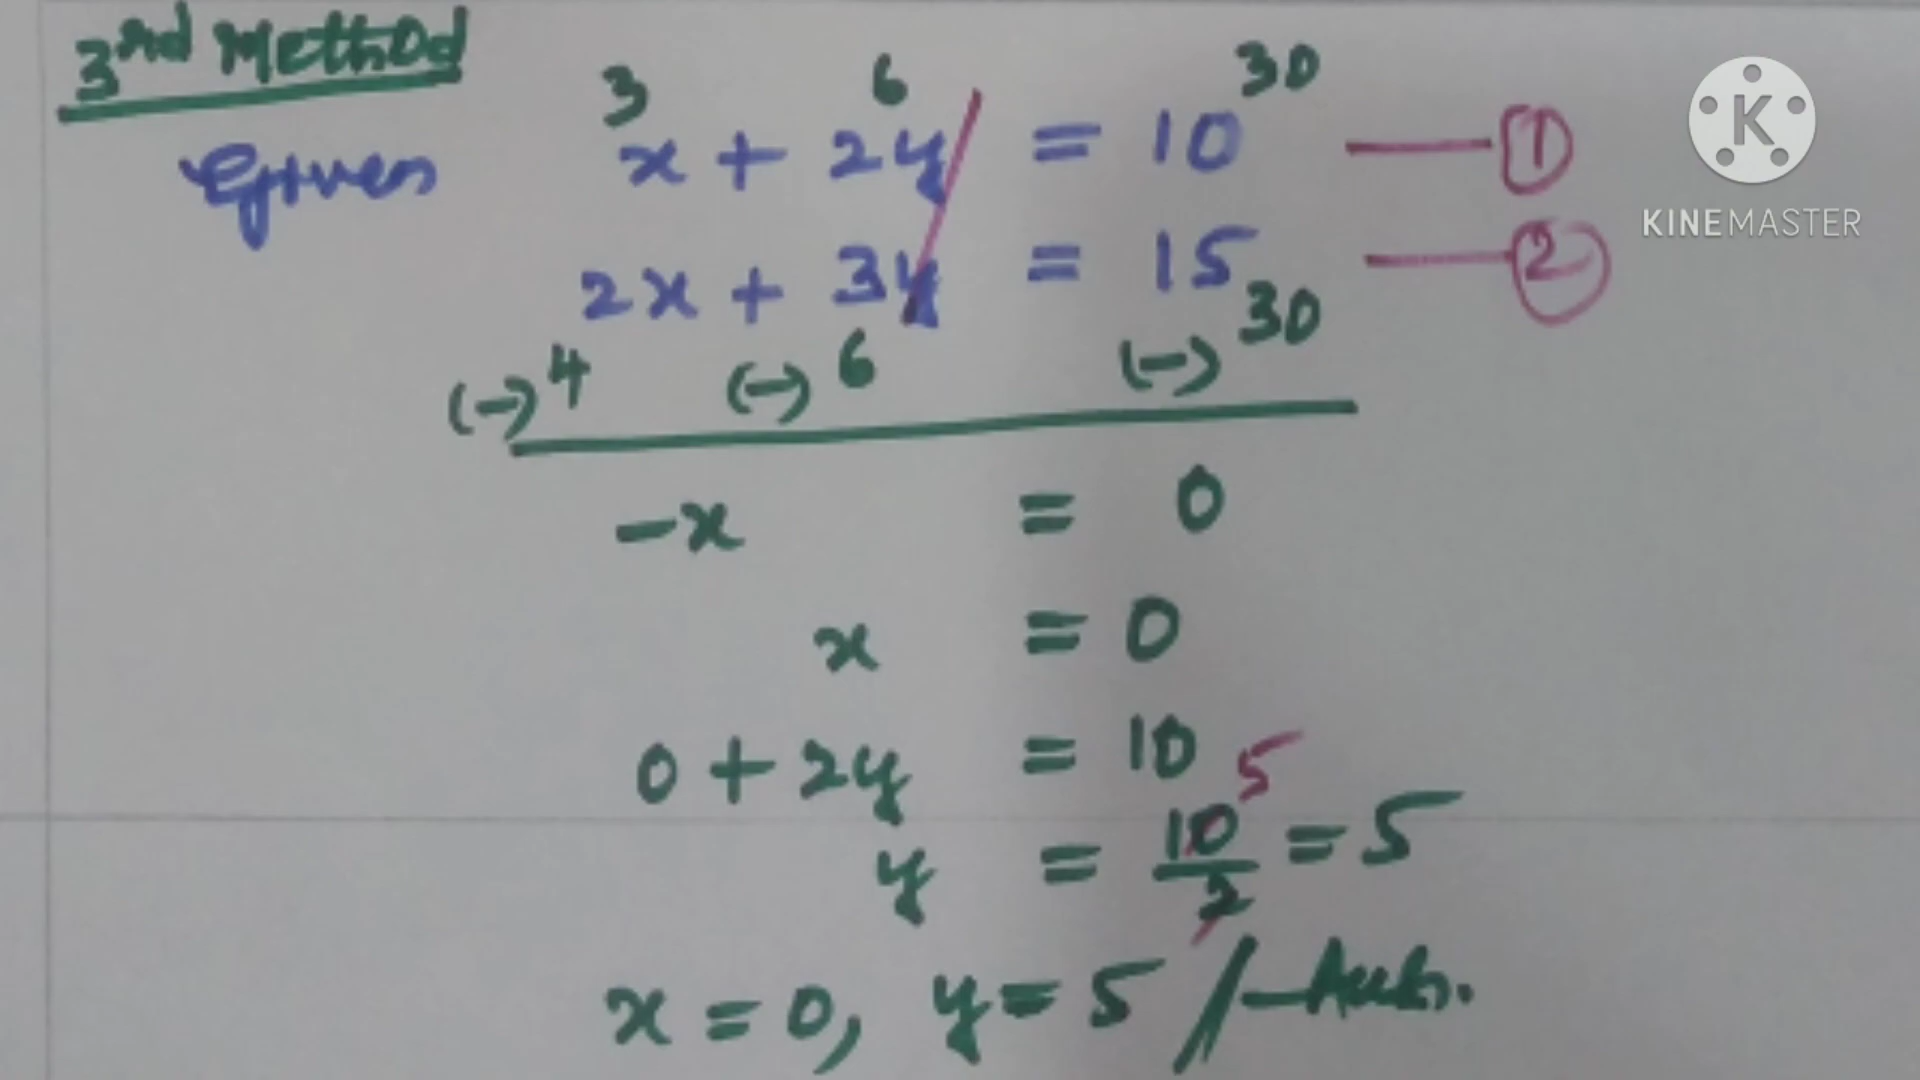 3rd Method
3 6 30
Given x + 2y = 10 — ①
2x + 3y = 15 — ②
(-) 4 (-) 6 (-) 30
-x = 0
x = 0
0 + 2y = 10
5
y = 10/2 = 5
x = 0, y = 5 /
K
KINEMASTER